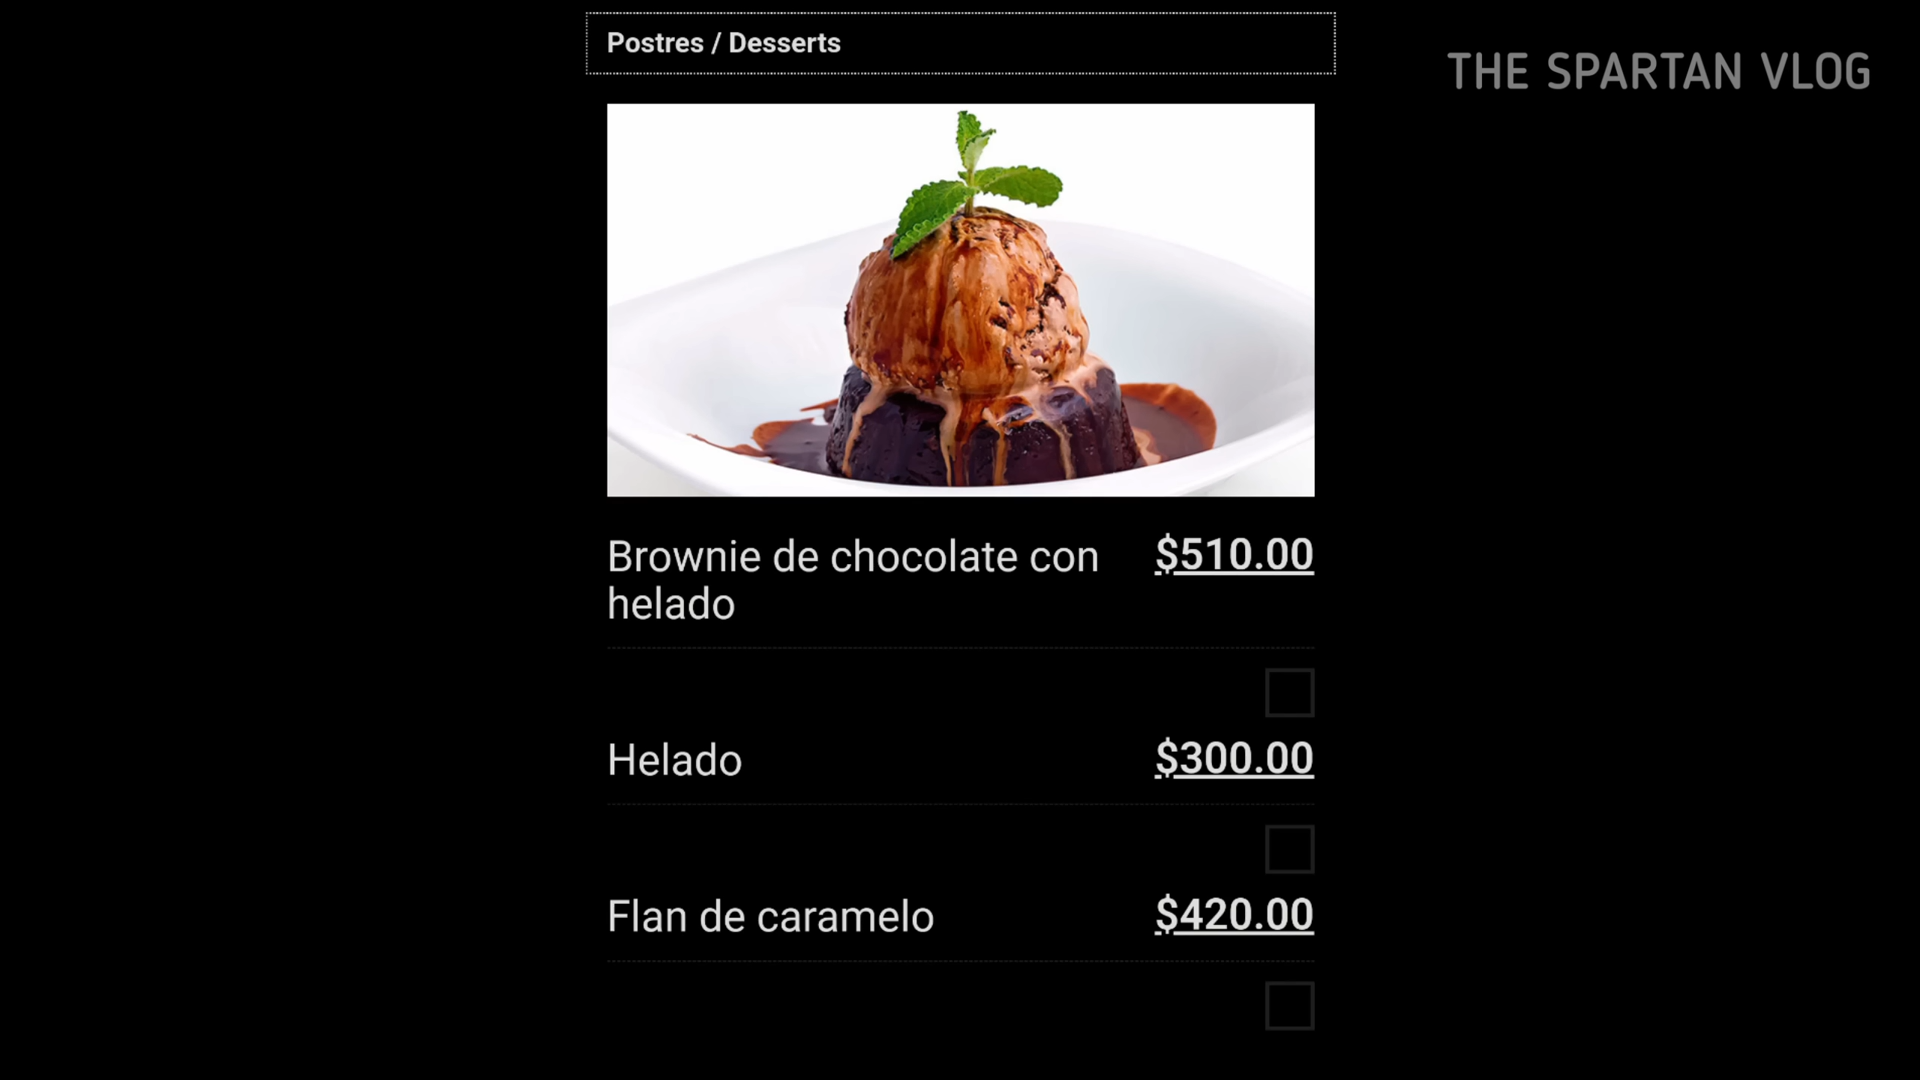 Postres / Desserts
THE SPARTAN VLOG
Brownie de chocolate con
helado
$510.00
Helado
$300.00
Flan de caramelo
$420.00